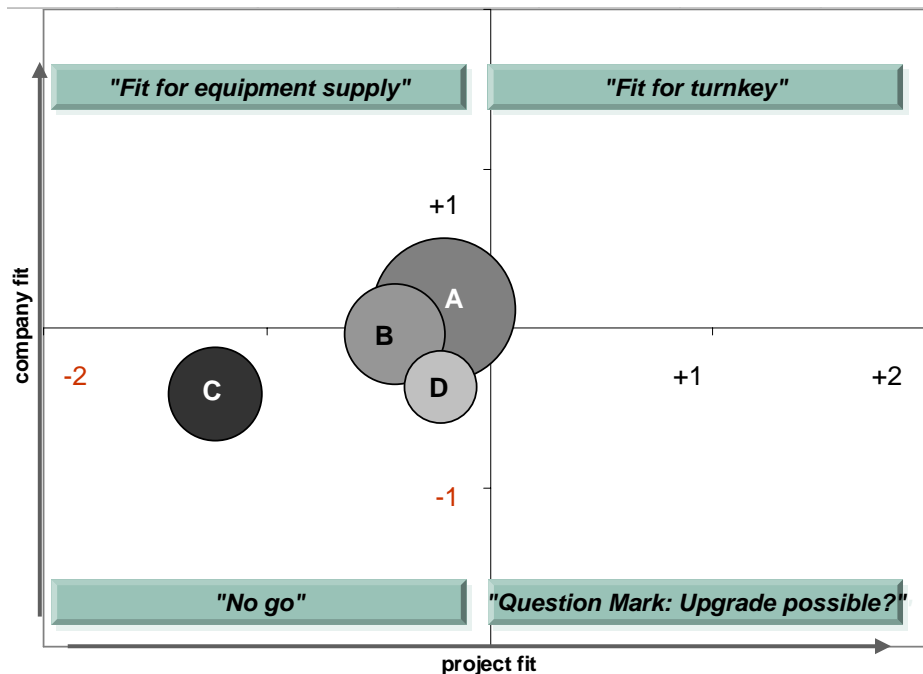 "Fit for equipment supply"
"Fit for turnkey"
+1
company fit
A
B
-2
C
D
+1
+2
-1
"No go"
"Question Mark: Upgrade possible?"
project fit